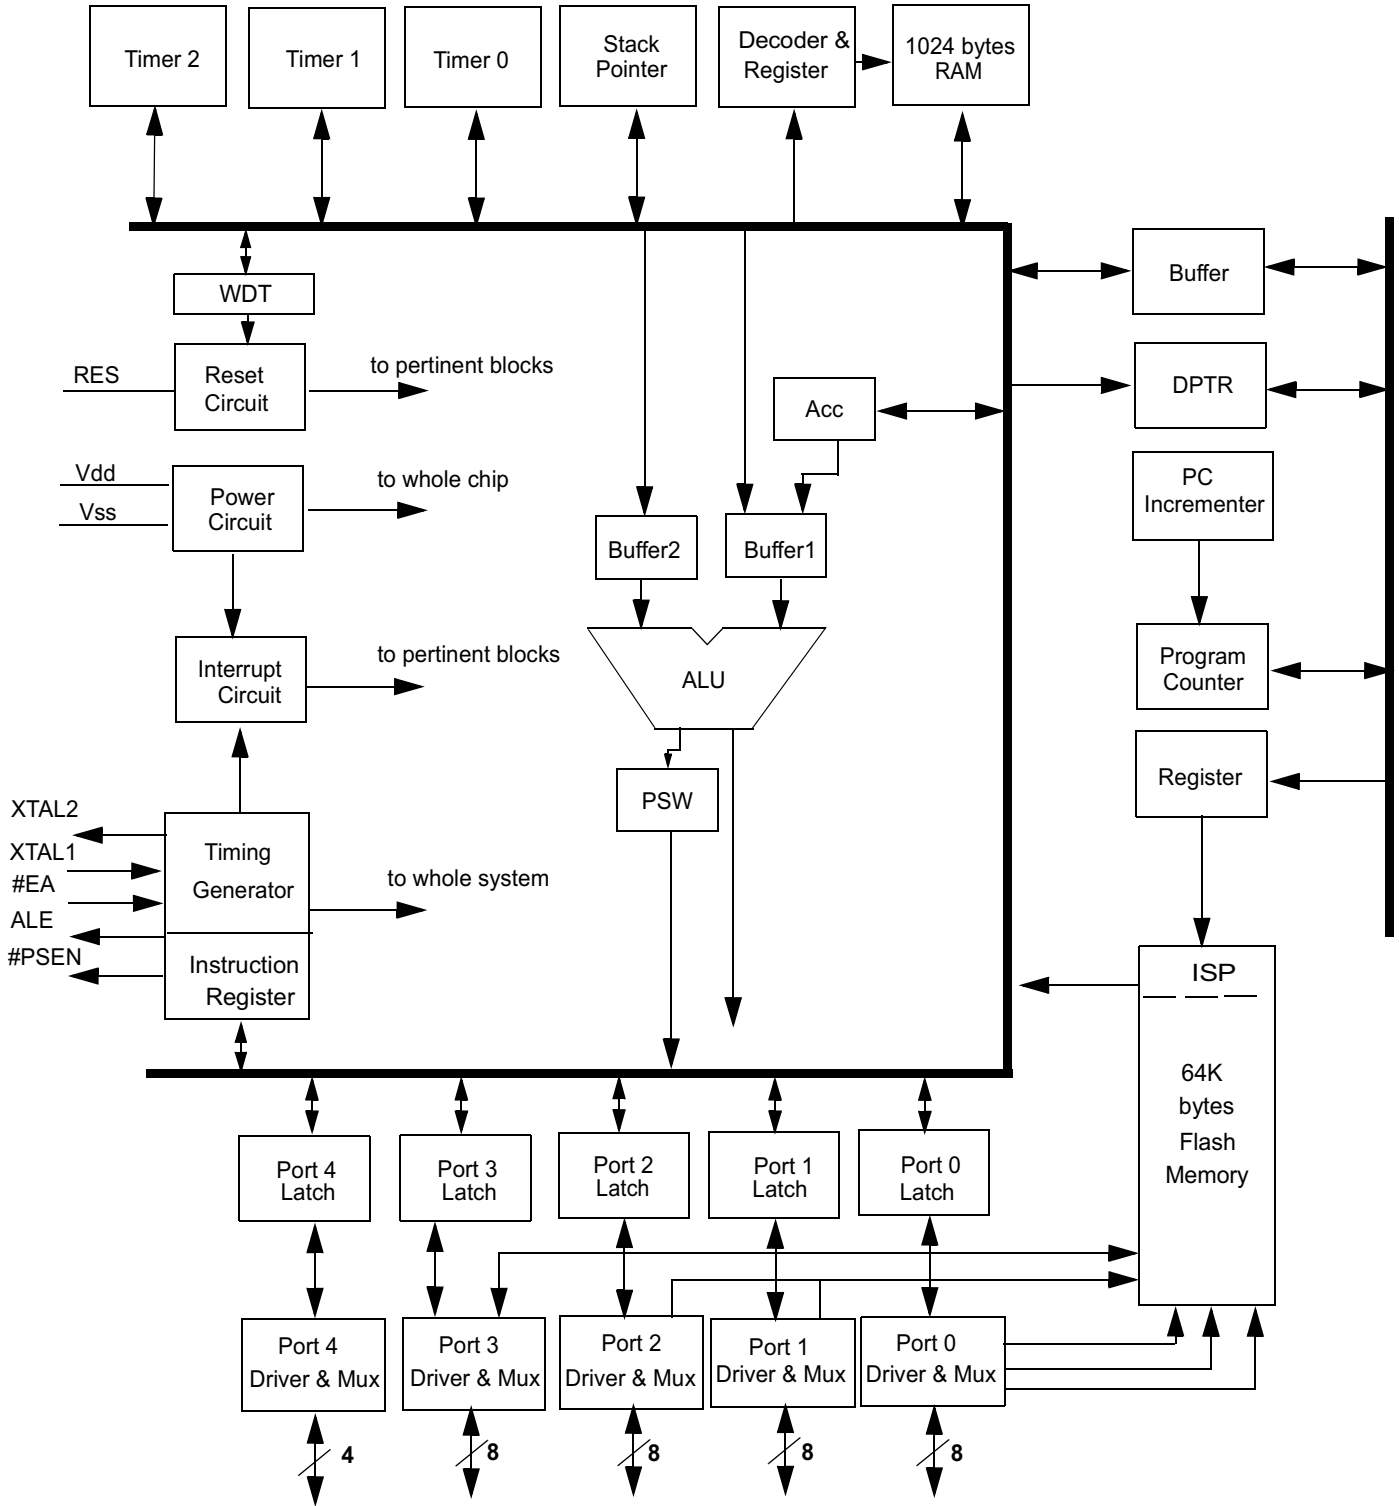 Timer 2
Timer 1
Timer 0
Stack
Pointer
Decoder &
Register
1024 bytes
RAM
WDT
RES
Reset
Circuit
to pertinent blocks
Buffer
DPTR
Acc
Vdd
Vss
Power
Circuit
to whole chip
PC
Incrementer
Buffer2
Buffer1
Interrupt
Circuit
to pertinent blocks
ALU
Program
Counter
PSW
Register
XTAL2
XTAL1
#EA
ALE
#PSEN
Timing
Generator
to whole system
Instruction
Register
ISP
64K
bytes
Flash
Memory
Port 4
Latch
Port 3
Latch
Port 2
Latch
Port 1
Latch
Port 0
Latch
Port 4
Driver & Mux
Port 3
Driver & Mux
Port 2
Driver & Mux
Port 1
Driver & Mux
Port 0
Driver & Mux
4
8
8
8
8